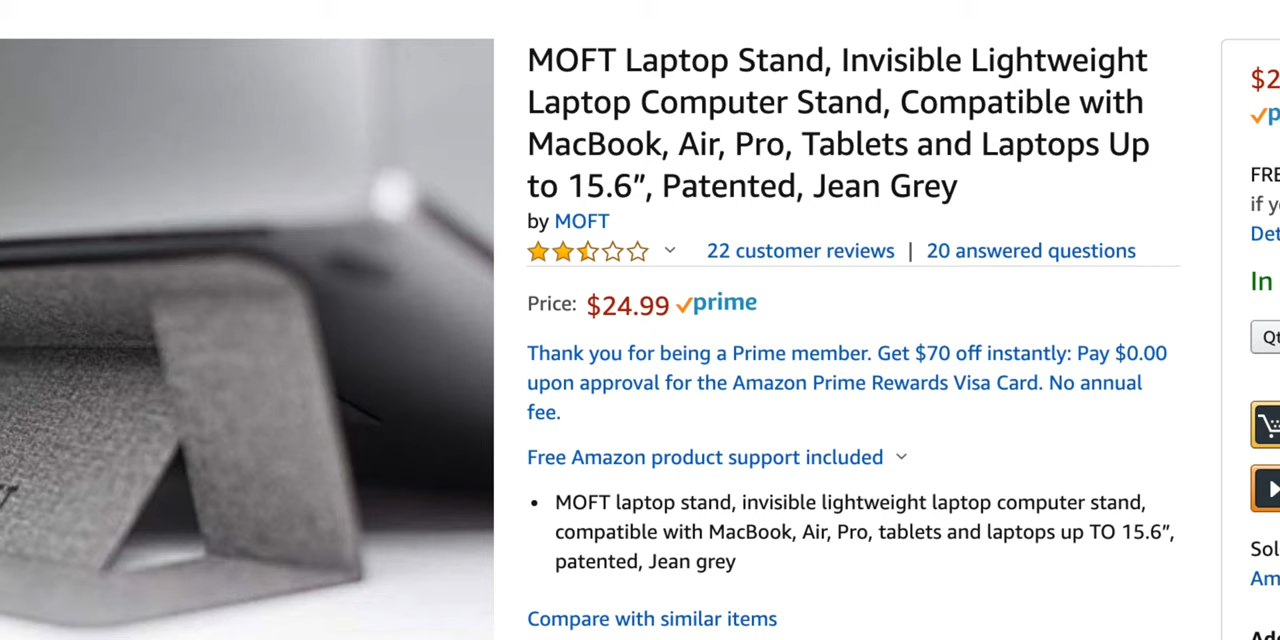 MOFT Laptop Stand, Invisible Lightweight
Laptop Computer Stand, Compatible with
MacBook, Air, Pro, Tablets and Laptops Up
to 15.6”, Patented, Jean Grey
by MOFT
22 customer reviews | 20 answered questions
Price: $24.99 prime
Thank you for being a Prime member. Get $70 off instantly: Pay $0.00
upon approval for the Amazon Prime Rewards Visa Card. No annual
fee.
Free Amazon product support included
• MOFT laptop stand, invisible lightweight laptop computer stand,
compatible with MacBook, Air, Pro, tablets and laptops up TO 15.6”,
patented, Jean grey
Compare with similar items
$2
if y
In